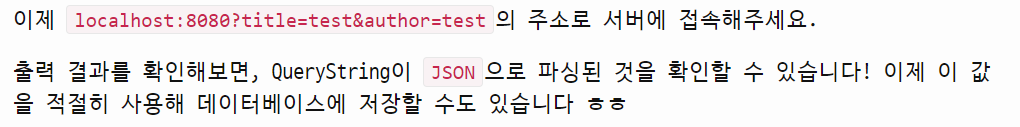 이제 localhost:8080?title=test&author=test의 주소로 서버에 접속해주세요.
출력 결과를 확인해보면, QueryString이 JSON으로 파싱된 것을 확인할 수 있습니다! 이제 이 값
을 적절히 사용해 데이터베이스에 저장할 수도 있습니다 ㅎㅎ